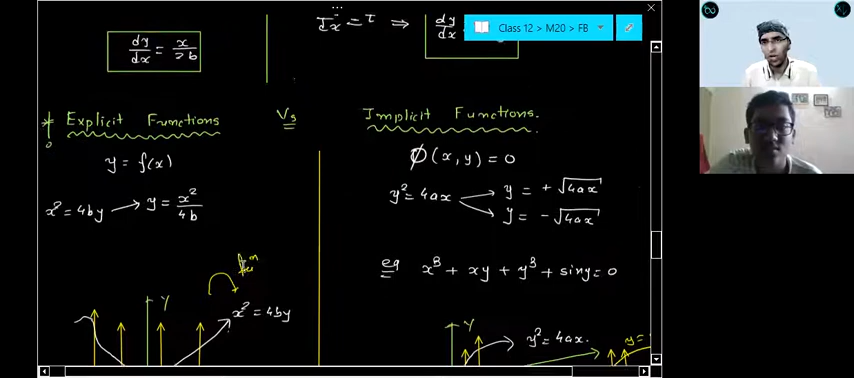 Class 12 > M20 > FB
dy/dx = x/2b
dy/dx
* Explicit Functions Vs Implicit Functions.
y = f(x)
ϕ(x, y) = 0
x² = 4by → y = x²/4b
y² = 4ax → y = +√4ax
→ y = -√4ax
eg x³ + xy + y³ + siny = 0
Y
x² = 4by
Y
y² = 4ax.